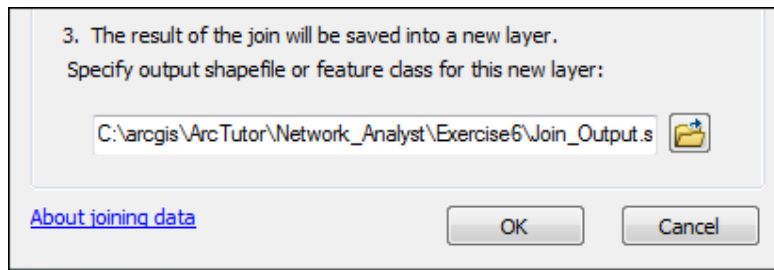 3. The result of the join will be saved into a new layer.
Specify output shapefile or feature class for this new layer:
C:\arcgis\ArcTutor\Network_Analyst\Exercise6\Join_Output.s
About joining data
OK
Cancel